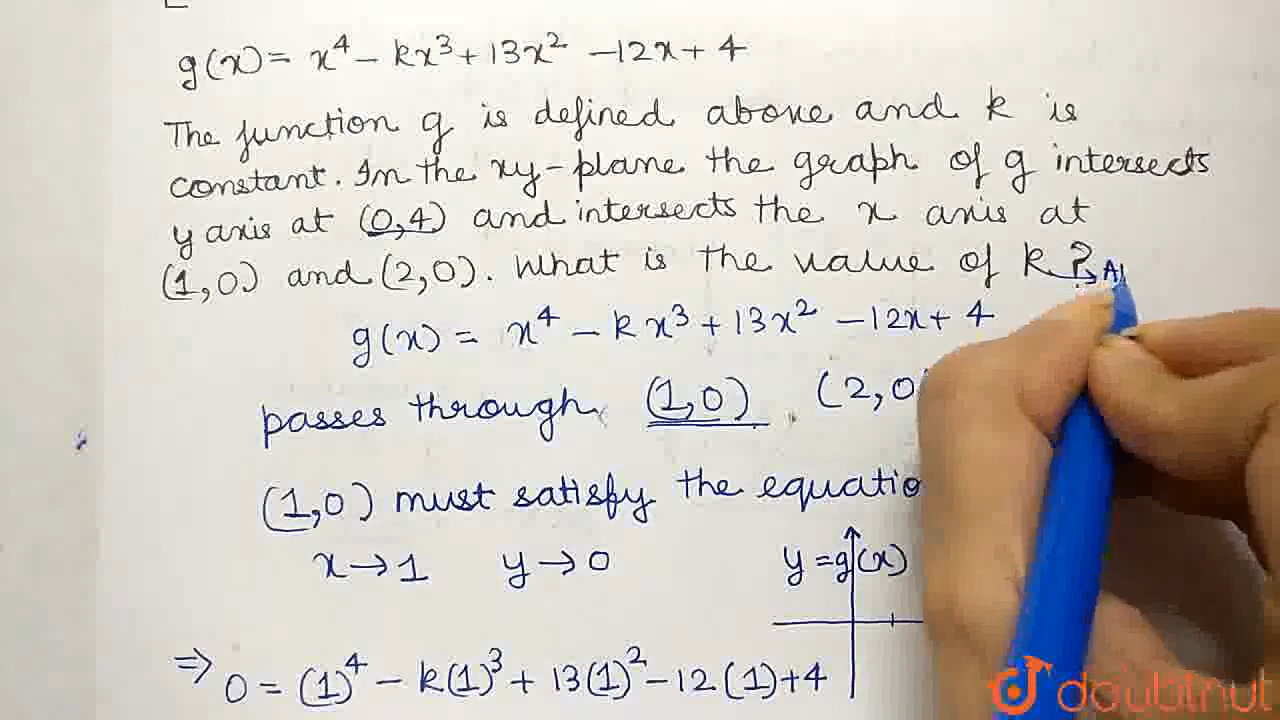 g(x) = x⁴ - kx³ + 13x² - 12x + 4
The function g is defined above and k is
constant. In the xy-plane the graph of g intersects
y axis at (0,4) and intersects the x axis at
(1,0) and (2,0). What is the value of k ?
g(x) = x⁴ - kx³ + 13x² - 12x + 4
passes through (1,0), (2,0
(1,0) must satisfy the equatio
x → 1 y → 0
y = g(x)
⇒ 0 = (1)⁴ - k(1)³ + 13(1)² - 12(1) + 4
doubtnut